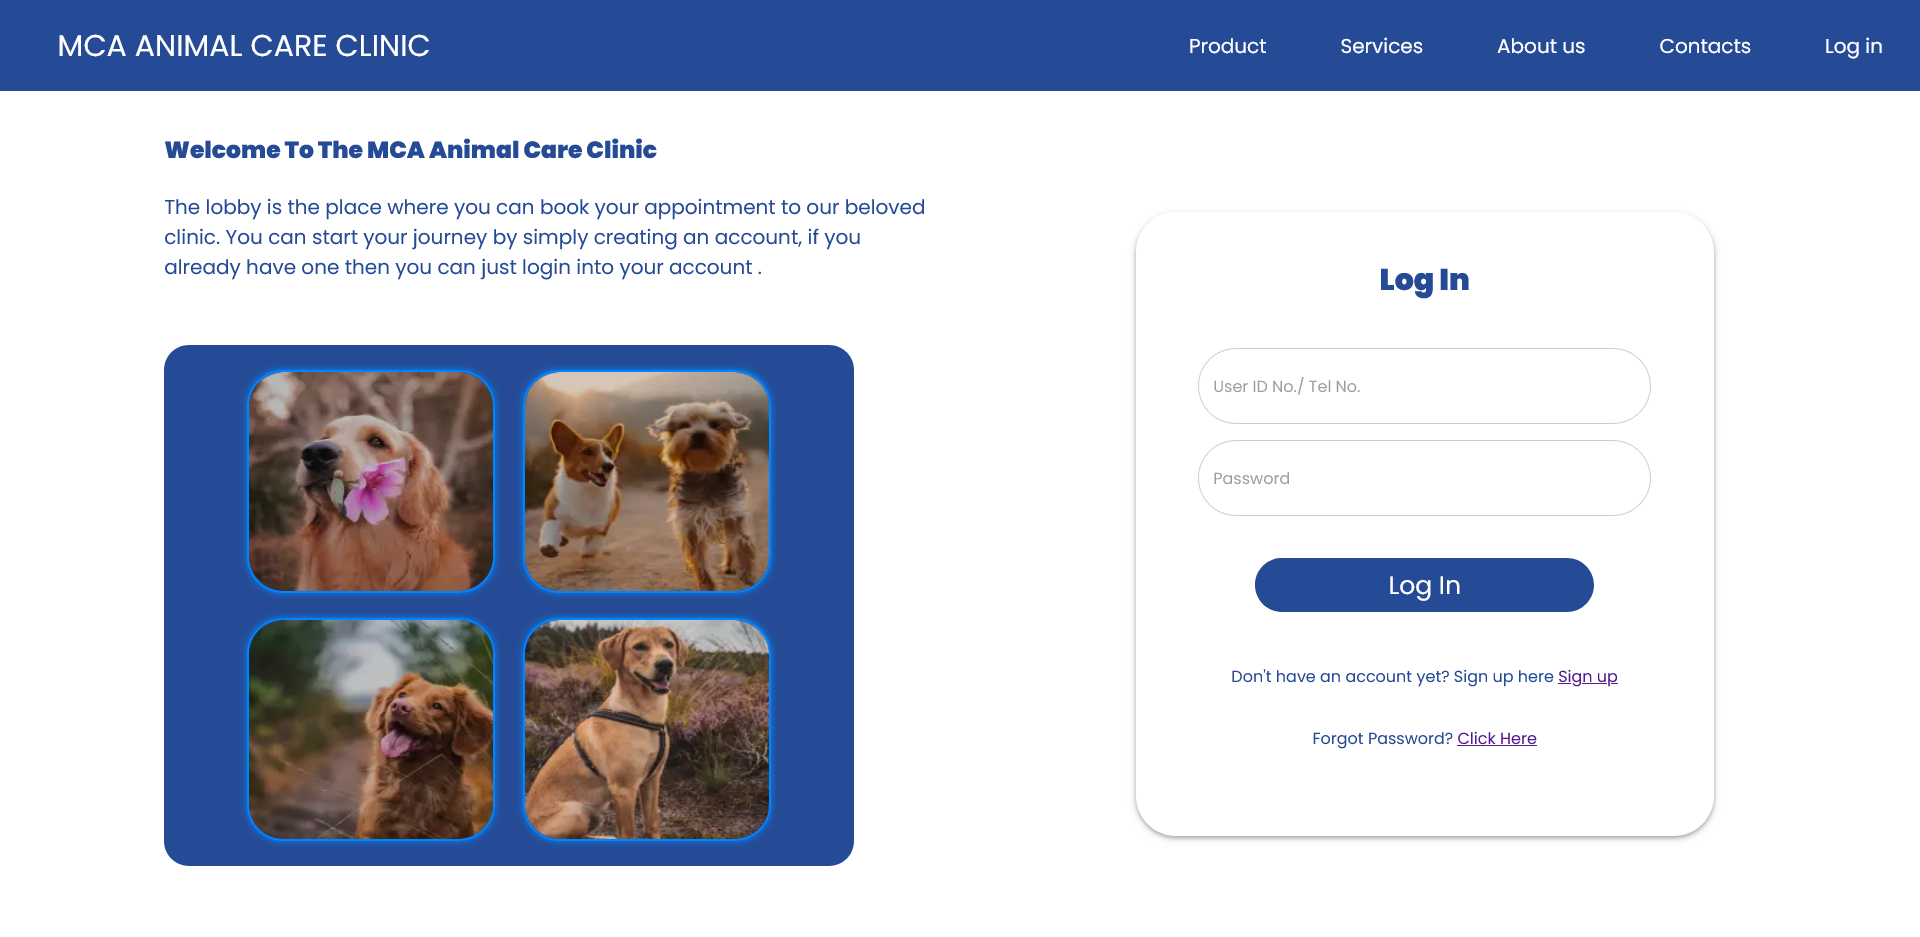 MCA ANIMAL CARE CLINIC
Product
Services
About us
Contacts
Log in
Welcome To The MCA Animal Care Clinic
The lobby is the place where you can book your appointment to our beloved
clinic. You can start your journey by simply creating an account, if you
already have one then you can just login into your account .
Log In
User ID No./ Tel No.
Password
Log In
Don't have an account yet? Sign up here Sign up
Forgot Password? Click Here